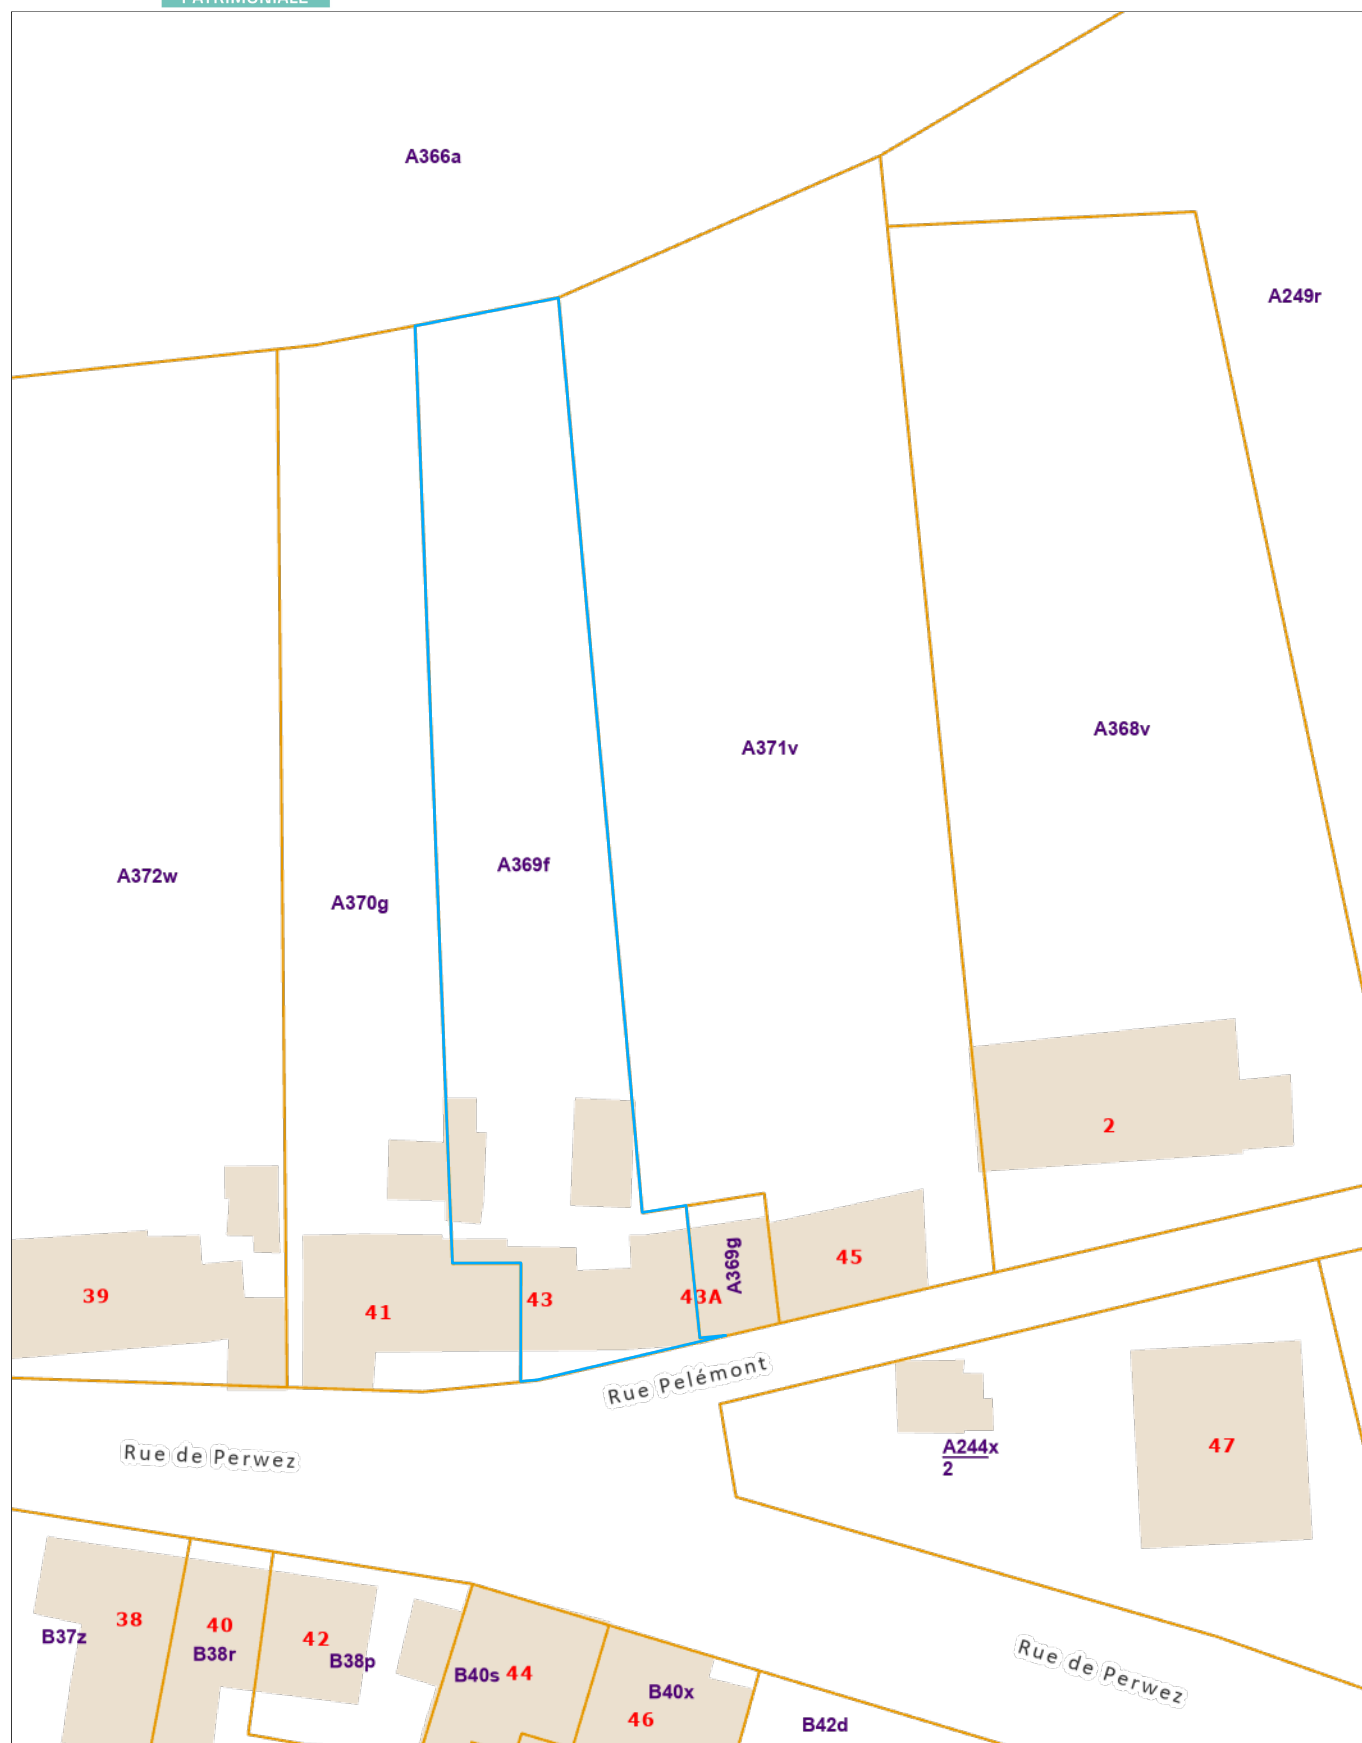 PATRIMONIALE
A366a
A249r
A368v
A371v
A369f
A372w
A370g
2
A369g
45
39
43
43A
41
Rue Pelémont
Rue de Perwez
A244x
2
47
38
40
42
B37z
B38r
B38p
B40s
44
B40x
46
B42d
Rue de Perwez